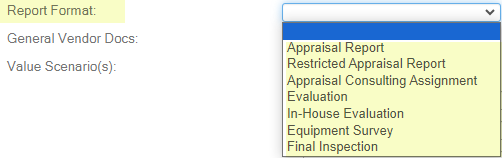 Report Format:
General Vendor Docs:
Value Scenario(s):
Appraisal Report
Restricted Appraisal Report
Appraisal Consulting Assignment
Evaluation
In-House Evaluation
Equipment Survey
Final Inspection